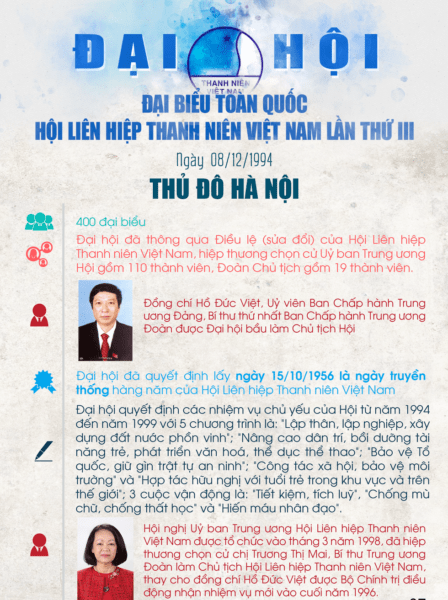 ĐẠI HỘI
THANH NIÊN
VIỆT NAM
ĐẠI BIỂU TOÀN QUỐC
HỘI LIÊN HIỆP THANH NIÊN VIỆT NAM LẦN THỨ III
Ngày 08/12/1994
THỦ ĐÔ HÀ NỘI
400 đại biểu
Đại hội đã thông qua Điều lệ (sửa đổi) của Hội Liên hiệp
Thanh niên Việt Nam, hiệp thương chọn cử Uỷ ban Trung ương
Hội gồm 110 thành viên, Đoàn Chủ tịch gồm 19 thành viên.
Đồng chí Hồ Đức Việt, Uỷ viên Ban Chấp hành Trung
ương Đảng, Bí thư thứ nhất Ban Chấp hành Trung ương
Đoàn được Đại hội bầu làm Chủ tịch Hội
Đại hội đã quyết định lấy ngày 15/10/1956 là ngày truyền
thống hàng năm của Hội Liên hiệp Thanh niên Việt Nam
Đại hội quyết định các nhiệm vụ chủ yếu của Hội từ năm 1994
đến năm 1999 với 5 chương trình là: "Lập thân, lập nghiệp, xây
dựng đất nước phồn vinh"; "Nâng cao dân trí, bồi dưỡng tài
năng trẻ, phát triển văn hoá, thể dục thể thao"; "Bảo vệ Tổ
quốc, giữ gìn trật tự an ninh"; "Công tác xã hội, bảo vệ môi
trường" và "Hợp tác hữu nghị với tuổi trẻ trong khu vực và trên
thế giới"; 3 cuộc vận động là: "Tiết kiệm, tích luỹ", "Chống mù
chữ, chống thất học" và "Hiến máu nhân đạo".
Hội nghị Uỷ ban Trung ương Hội Liên hiệp Thanh niên
Việt Nam được tổ chức vào tháng 3 năm 1998, đã hiệp
thương chọn cử chị Trương Thị Mai, Bí thư Trung ương
Đoàn làm Chủ tịch Hội Liên hiệp Thanh niên Việt Nam,
thay cho đồng chí Hồ Đức Việt được Bộ Chính trị điều
động nhận nhiệm vụ mới vào cuối năm 1996.